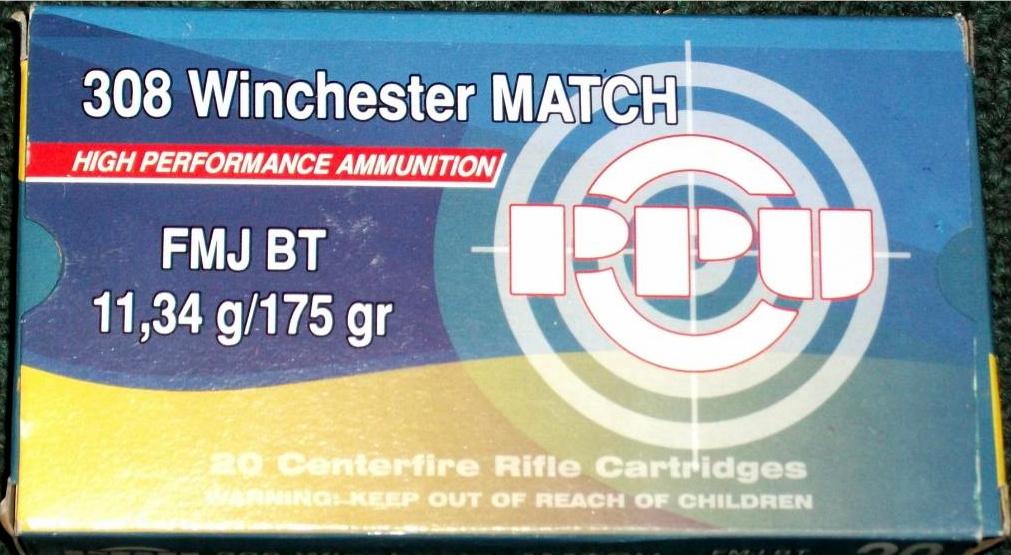 308 Winchester MATCH
HIGH PERFORMANCE AMMUNITION
PPU
FMJ BT
11,34 g/175 gr
20 Centerfire Rifle Cartridges
WARNING: KEEP OUT OF REACH OF CHILDREN